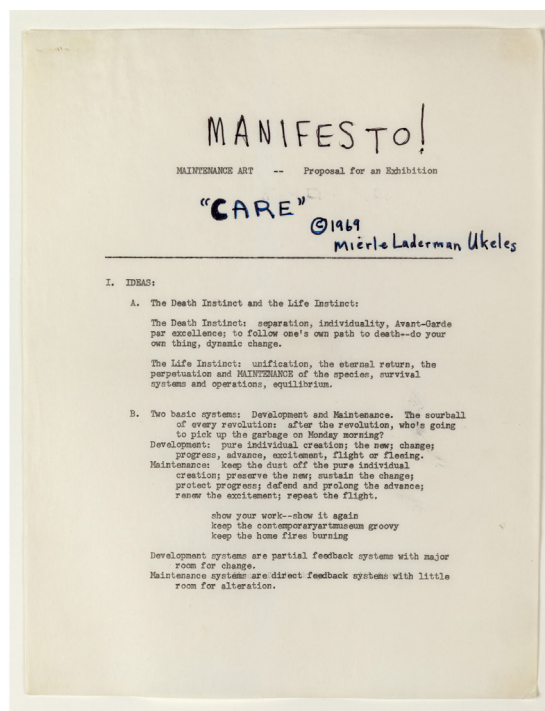 MANIFESTO!
MAINTENANCE ART -- Proposal for an Exhibition
"CARE"
©1969
Mierle Laderman Ukeles
I. IDEAS:
A. The Death Instinct and the Life Instinct:
The Death Instinct: separation, individuality, Avant-Garde
par excellence; to follow one's own path to death--do your
own thing, dynamic change.
The Life Instinct: unification, the eternal return, the
perpetuation and MAINTENANCE of the species, survival
systems and operations, equilibrium.
B. Two basic systems: Development and Maintenance. The sourball
of every revolution: after the revolution, who's going
to pick up the garbage on Monday morning?
Development: pure individual creation; the new; change;
progress, advance, excitement, flight or fleeing.
Maintenance: keep the dust off the pure individual
creation; preserve the new; sustain the change;
protect progress; defend and prolong the advance;
renew the excitement; repeat the flight.
show your work--show it again
keep the contemporaryartmuseum groovy
keep the home fires burning
Development systems are partial feedback systems with major
room for change.
Maintenance systems are direct feedback systems with little
room for alteration.